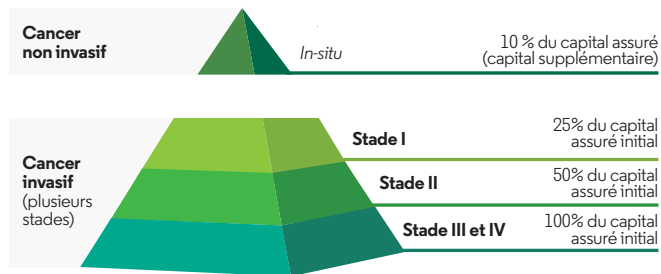 Cancer
non invasif
In-situ
10 % du capital assuré
(capital supplémentaire)
Cancer
invasif
(plusieurs
stades)
Stade I
25% du capital
assuré initial
Stade II
50% du capital
assuré initial
Stade III et IV
100% du capital
assuré initial